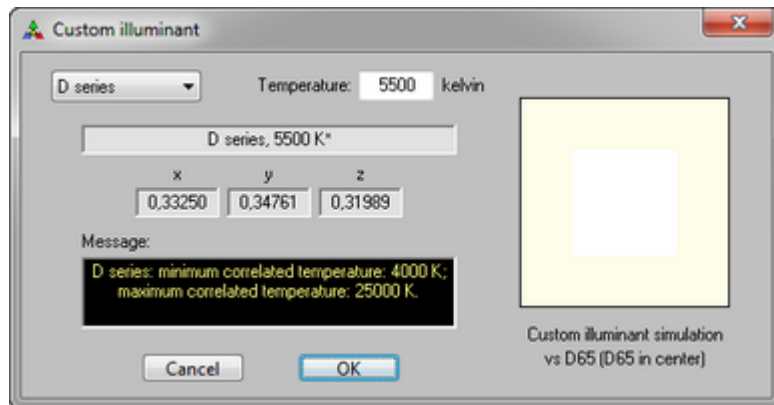 Custom illuminant
D series
Temperature: 5500 kelvin
D series, 5500 K*
x y z
0,33250 0,34761 0,31989
Message:
D series: minimum correlated temperature: 4000 K;
maximum correlated temperature: 25000 K.
Custom illuminant simulation
vs D65 (D65 in center)
Cancel OK